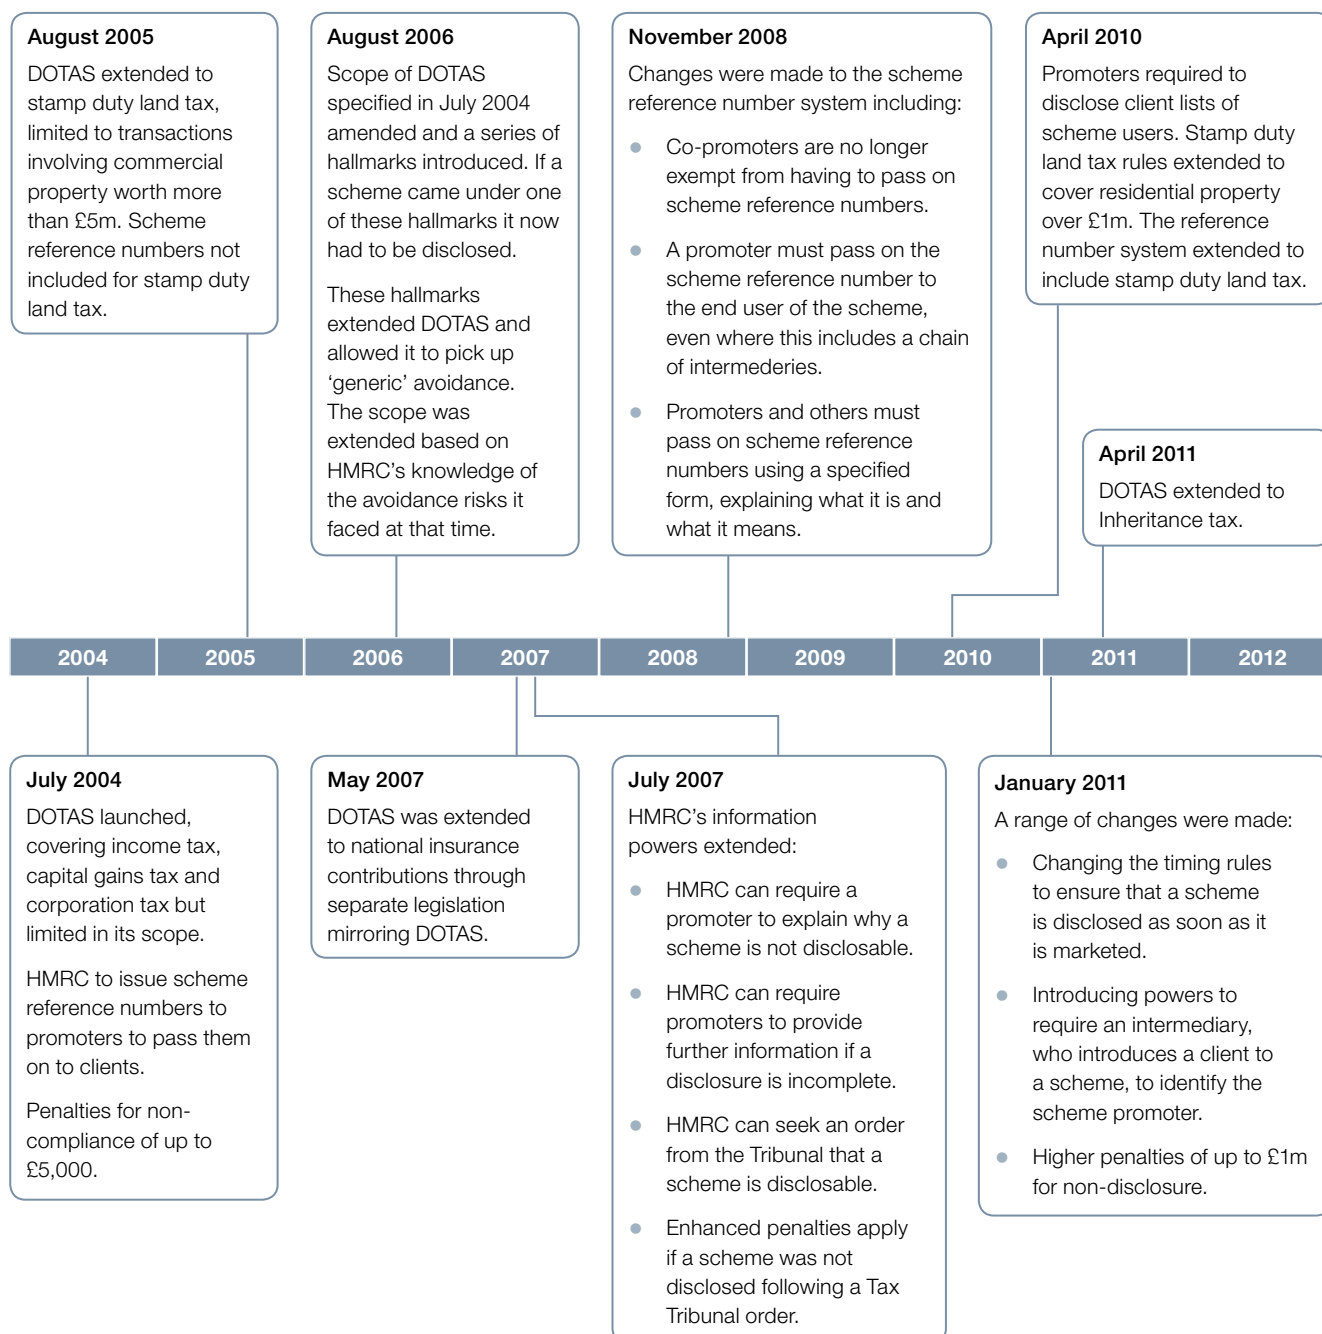 August 2005
DOTAS extended to
stamp duty land tax,
limited to transactions
involving commercial
property worth more
than £5m. Scheme
reference numbers not
included for stamp duty
land tax.
August 2006
Scope of DOTAS
specified in July 2004
amended and a series of
hallmarks introduced. If a
scheme came under one
of these hallmarks it now
had to be disclosed.
These hallmarks
extended DOTAS and
allowed it to pick up
‘generic’ avoidance.
The scope was
extended based on
HMRC’s knowledge of
the avoidance risks it
faced at that time.
November 2008
Changes were made to the scheme
reference number system including:
● Co-promoters are no longer
exempt from having to pass on
scheme reference numbers.
● A promoter must pass on the
scheme reference number to
the end user of the scheme,
even where this includes a chain
of intermederies.
● Promoters and others must
pass on scheme reference
numbers using a specified
form, explaining what it is and
what it means.
April 2010
Promoters required to
disclose client lists of
scheme users. Stamp duty
land tax rules extended to
cover residential property
over £1m. The reference
number system extended to
include stamp duty land tax.
April 2011
DOTAS extended to
Inheritance tax.
2004 2005 2006 2007 2008 2009 2010 2011 2012
July 2004
DOTAS launched,
covering income tax,
capital gains tax and
corporation tax but
limited in its scope.
HMRC to issue scheme
reference numbers to
promoters to pass them
on to clients.
Penalties for non-
compliance of up to
£5,000.
May 2007
DOTAS was extended
to national insurance
contributions through
separate legislation
mirroring DOTAS.
July 2007
HMRC’s information
powers extended:
● HMRC can require a
promoter to explain why a
scheme is not disclosable.
● HMRC can require
promoters to provide
further information if a
disclosure is incomplete.
● HMRC can seek an order
from the Tribunal that a
scheme is disclosable.
● Enhanced penalties apply
if a scheme was not
disclosed following a Tax
Tribunal order.
January 2011
A range of changes were made:
● Changing the timing rules
to ensure that a scheme
is disclosed as soon as it
is marketed.
● Introducing powers to
require an intermediary,
who introduces a client to
a scheme, to identify the
scheme promoter.
● Higher penalties of up to £1m
for non-disclosure.